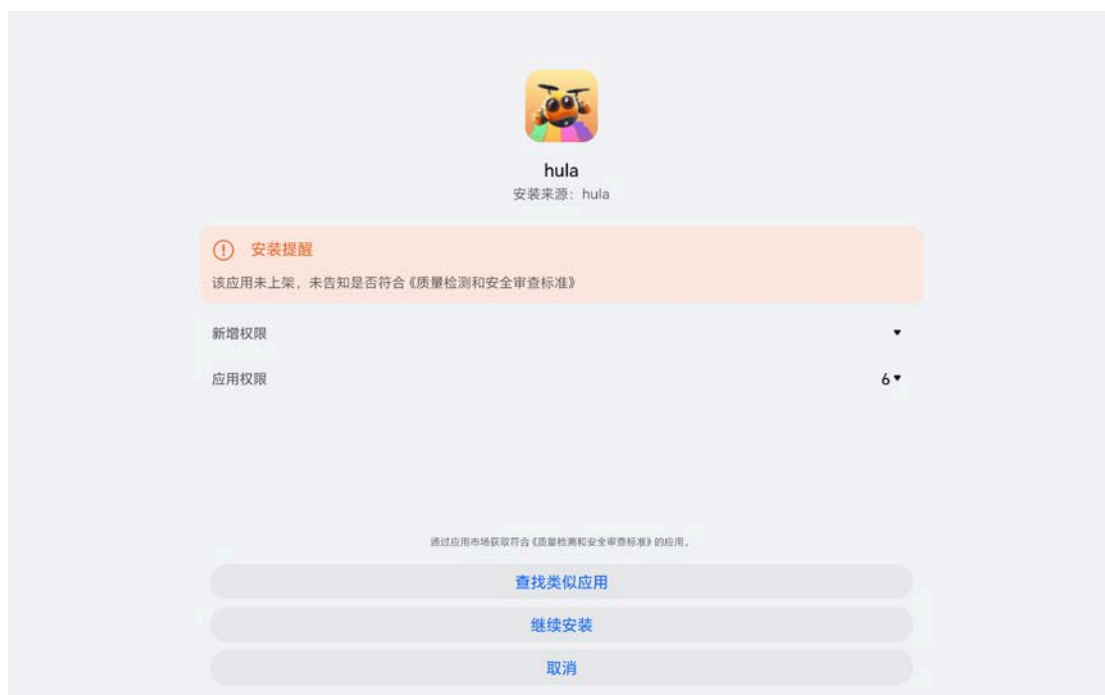 hula
安装来源：hula
安装提醒
该应用未上架，未告知是否符合《质量检测和安全审查标准》
新增权限
应用权限 6
通过应用市场获取符合《质量检测和安全审查标准》的应用。
查找类似应用
继续安装
取消